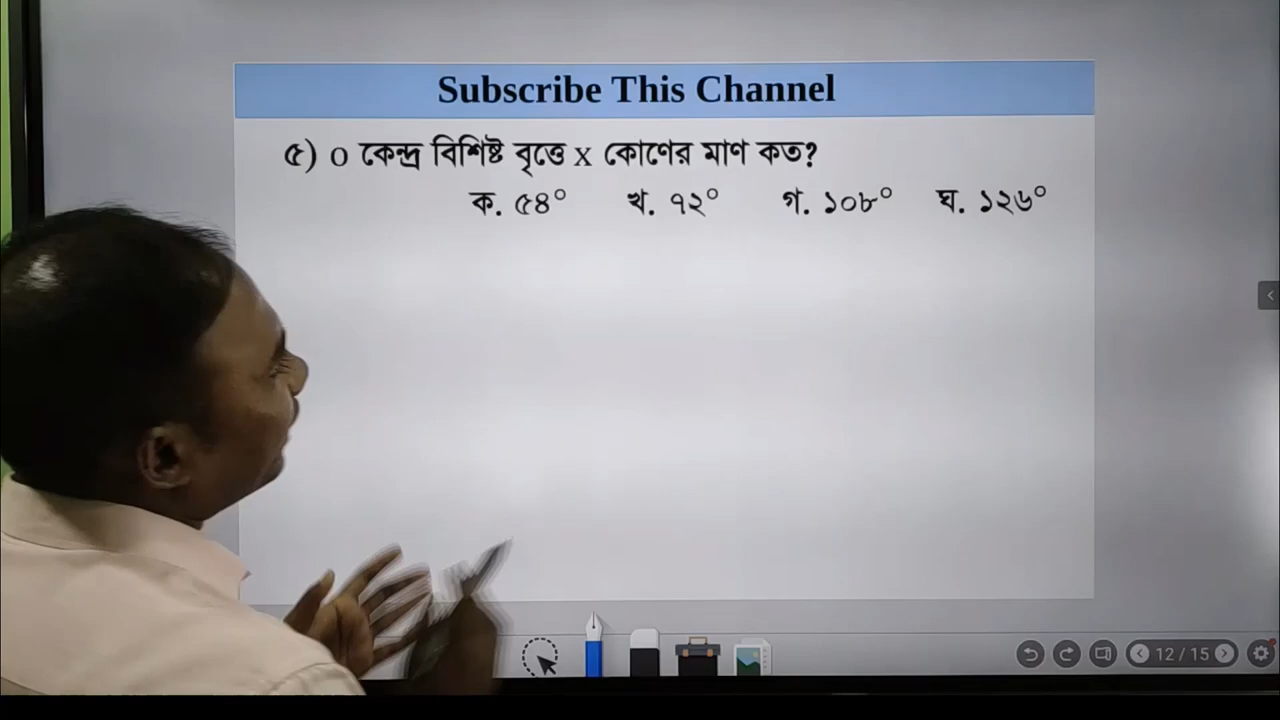 Subscribe This Channel
৫) O কেন্দ্র বিশিষ্ট বৃত্তে x কোণের মাণ কত?
ক. ৫৪° খ. ৭২° গ. ১০৮° ঘ. ১২৬°
12 / 15